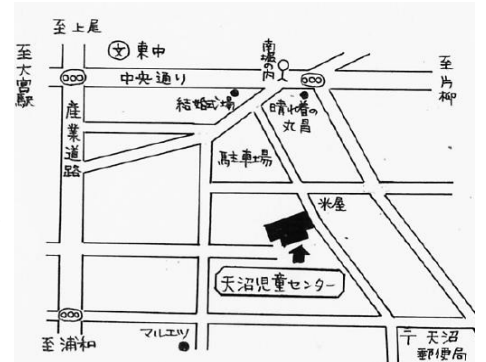 至上尾
至大宮駅
文 東中
中央通り
南堀の内
至片柳
結婚式場
晴れ着の
丸昌
産業道路
駐車場
米屋
天沼児童センター
至浦和
マルエツ
〒天沼
郵便局